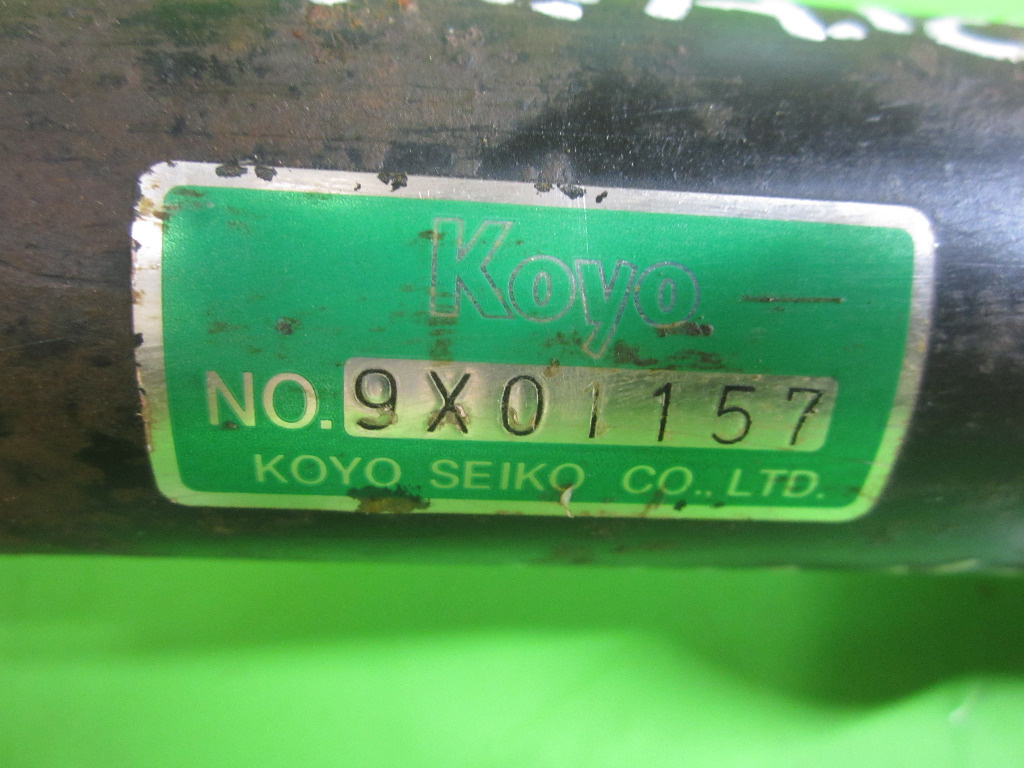 Koyo
NO. 9X01157
KOYO SEIKO CO., LTD.